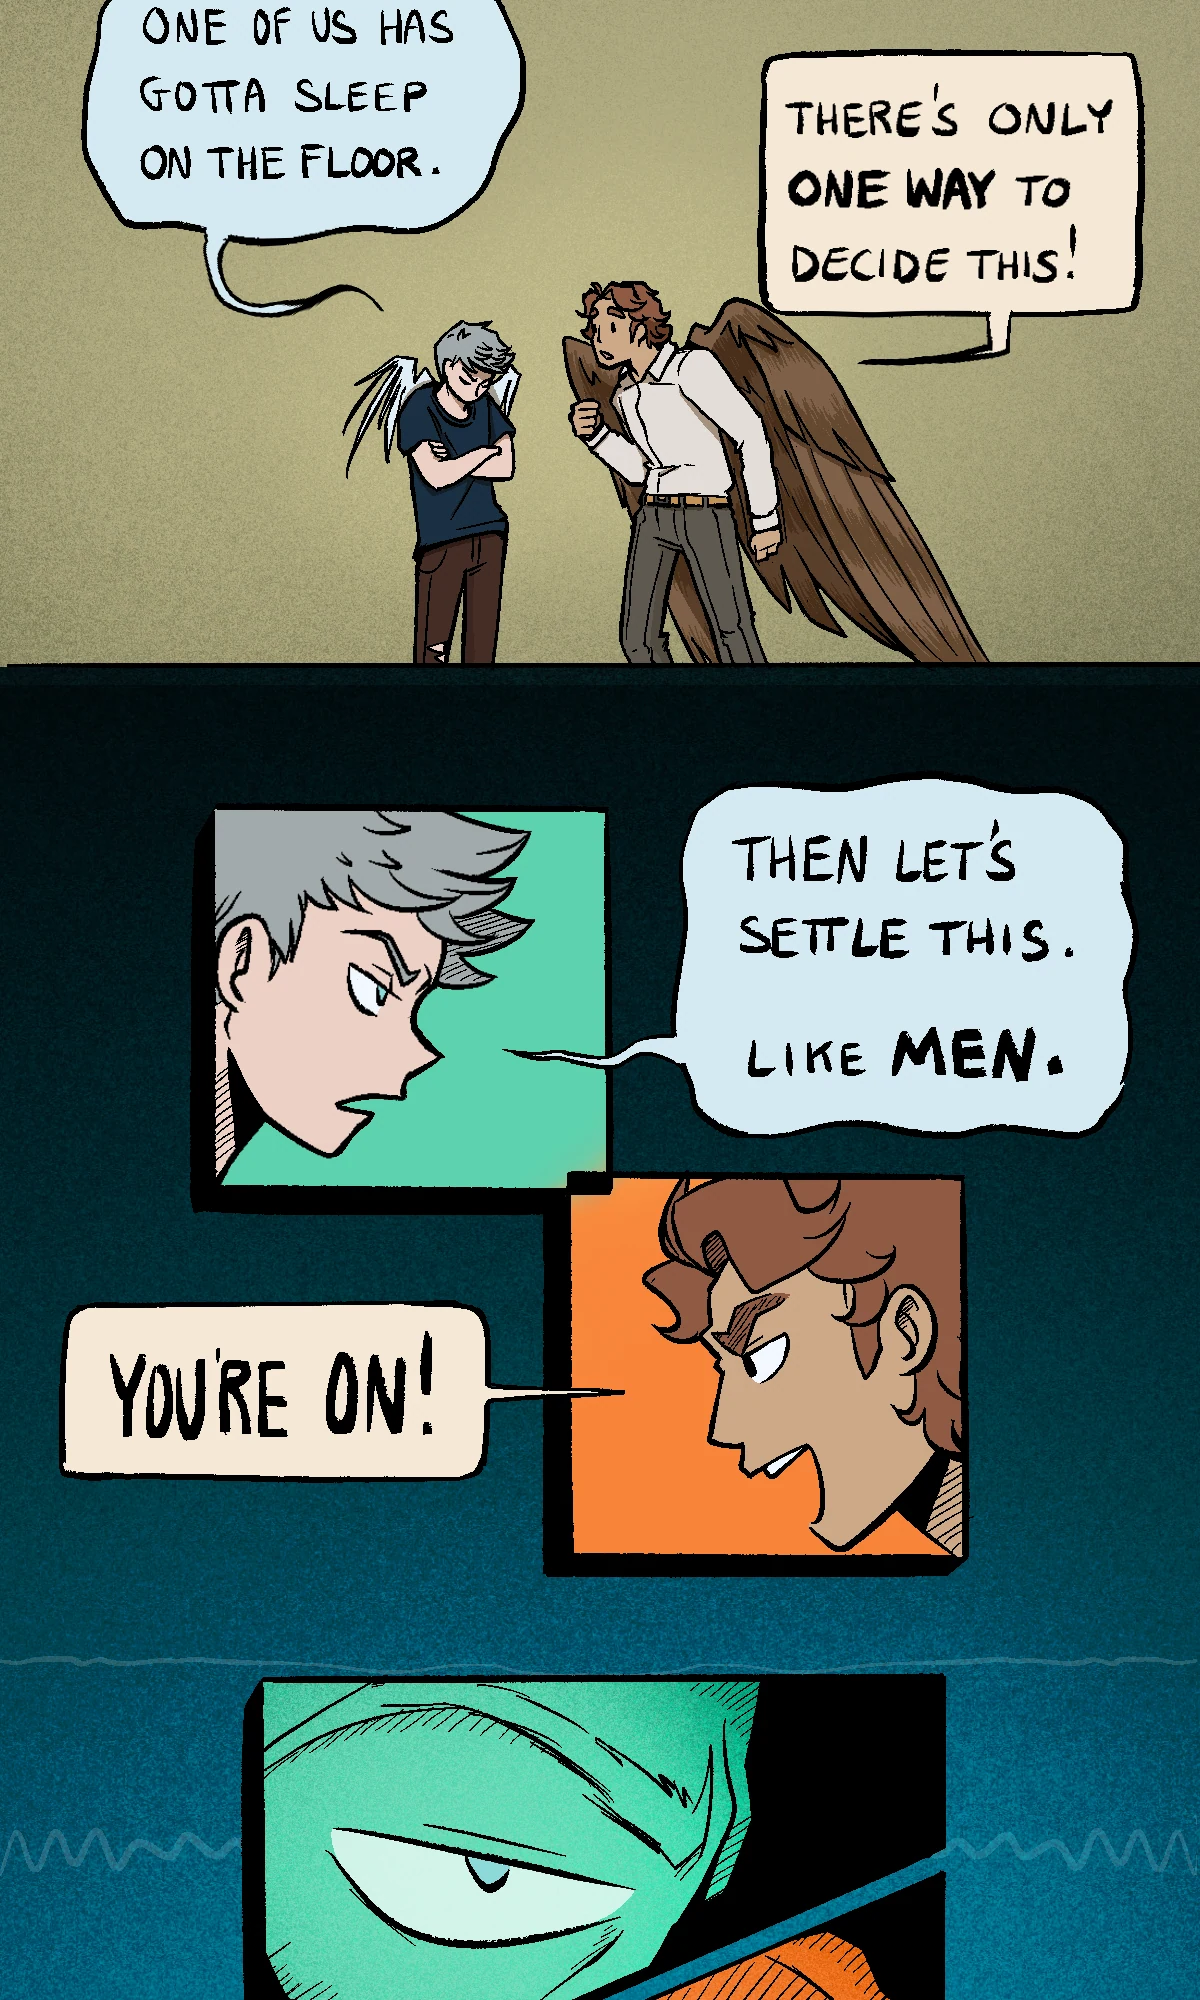 ONE OF US HAS
GOTTA SLEEP
ON THE FLOOR.
THERE'S ONLY
ONE WAY TO
DECIDE THIS!
THEN LET'S
SETTLE THIS.
LIKE MEN.
YOU'RE ON!